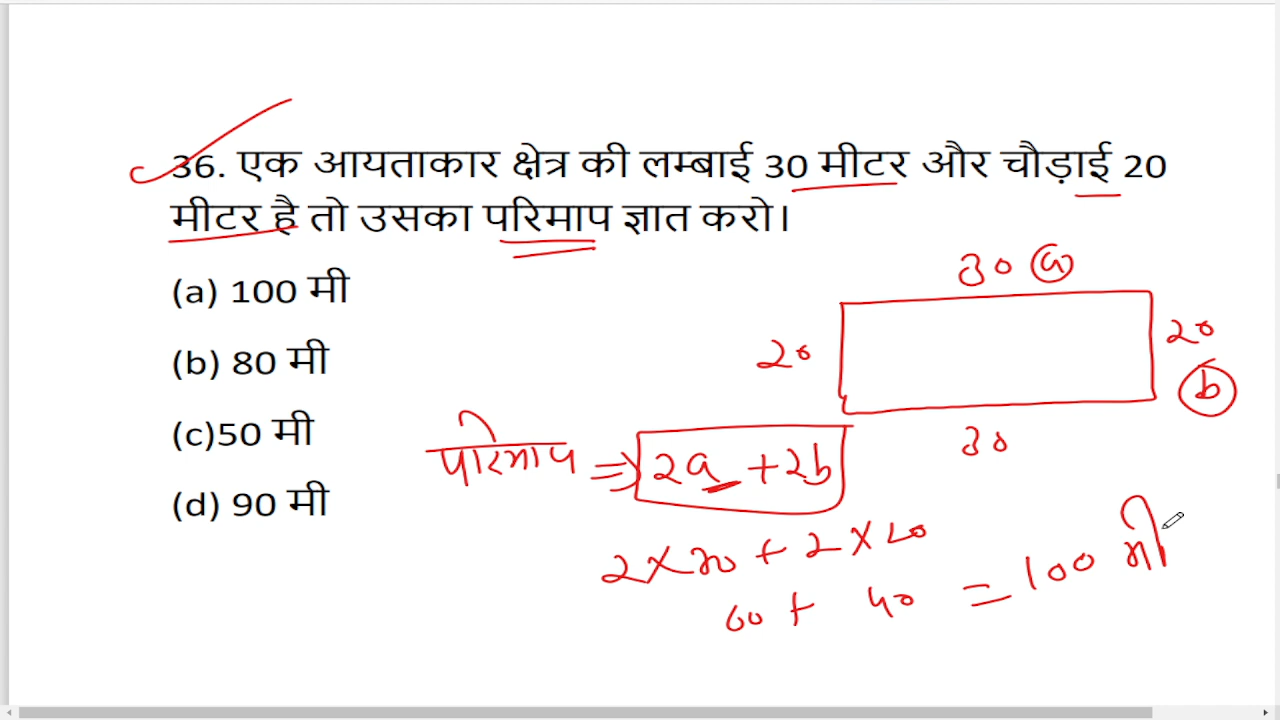 36. एक आयताकार क्षेत्र की लम्बाई 30 मीटर और चौड़ाई 20
मीटर है तो उसका परिमाप ज्ञात करो।
(a) 100 मी
30 a
(b) 80 मी
20
20
b
(c)50 मी
30
परिमाप ⇒ 2a + 2b
(d) 90 मी
2 × 30 + 2 × 20
60 + 40 = 100 मी